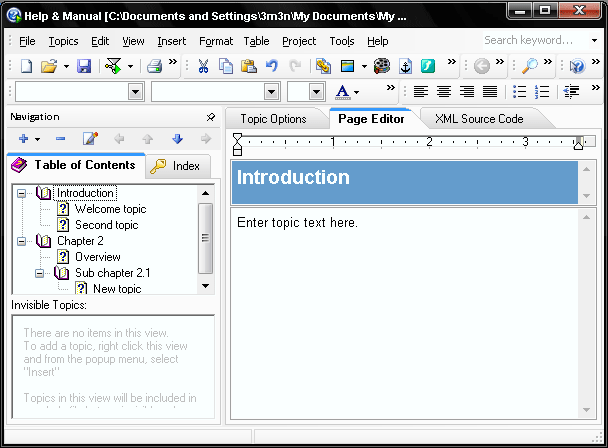 Help & Manual [C:\Documents and Settings\3m3n\My Documents\My ...
File Topics Edit View Insert Format Table Project Tools Help Search keyword...
Navigation
Topic Options Page Editor XML Source Code
Table of Contents Index
1 2 3
Introduction
Introduction
Welcome topic
Second topic
Chapter 2
Overview
Sub chapter 2.1
New topic
Enter topic text here.
Invisible Topics:
There are no items in this view.
To add a topic, right click this
view and from the popup menu, select
"Insert"
Topics in this view will be included in